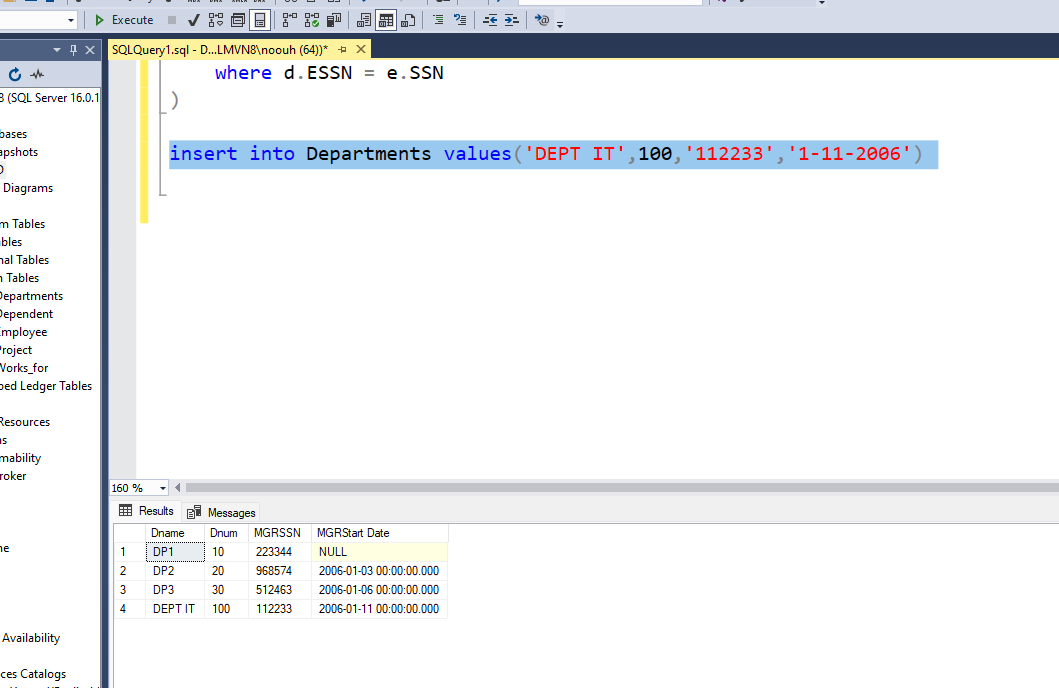 Execute
SQLQuery1.sql - D...LMVN8\noouh (64))*
where d.ESSN = e.SSN
)
insert into Departments values('DEPT IT',100,'112233','1-11-2006')
8 (SQL Server 16.0.1
bases
apshots
O
Diagrams
m Tables
bles
nal Tables
n Tables
Departments
Dependent
Employee
Project
Works_for
ped Ledger Tables
Resources
ns
mability
roker
ne
Availability
ces Catalogs
160 %
Results Messages
Dname Dnum MGRSSN MGRStart Date
1 DP1 10 223344 NULL
2 DP2 20 968574 2006-01-03 00:00:00.000
3 DP3 30 512463 2006-01-06 00:00:00.000
4 DEPT IT 100 112233 2006-01-11 00:00:00.000